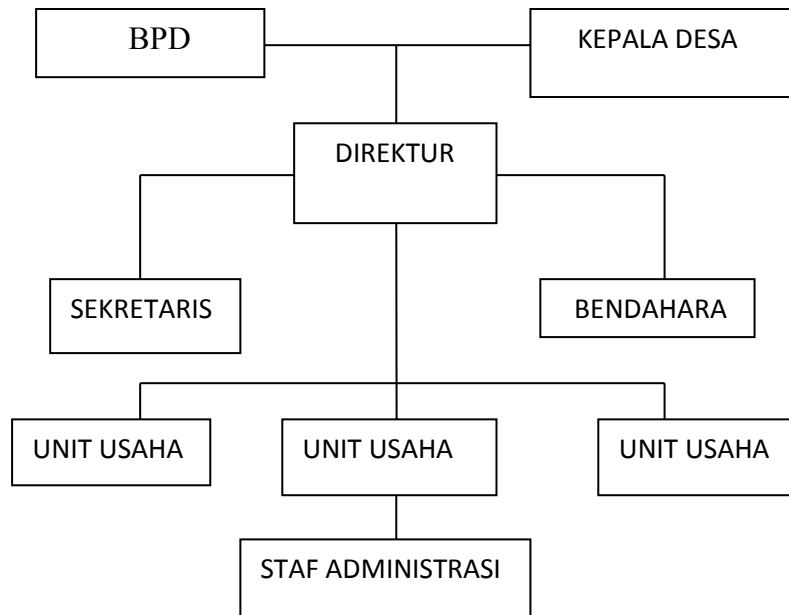 BPD
KEPALA DESA
DIREKTUR
SEKRETARIS
BENDAHARA
UNIT USAHA
UNIT USAHA
UNIT USAHA
STAF ADMINISTRASI